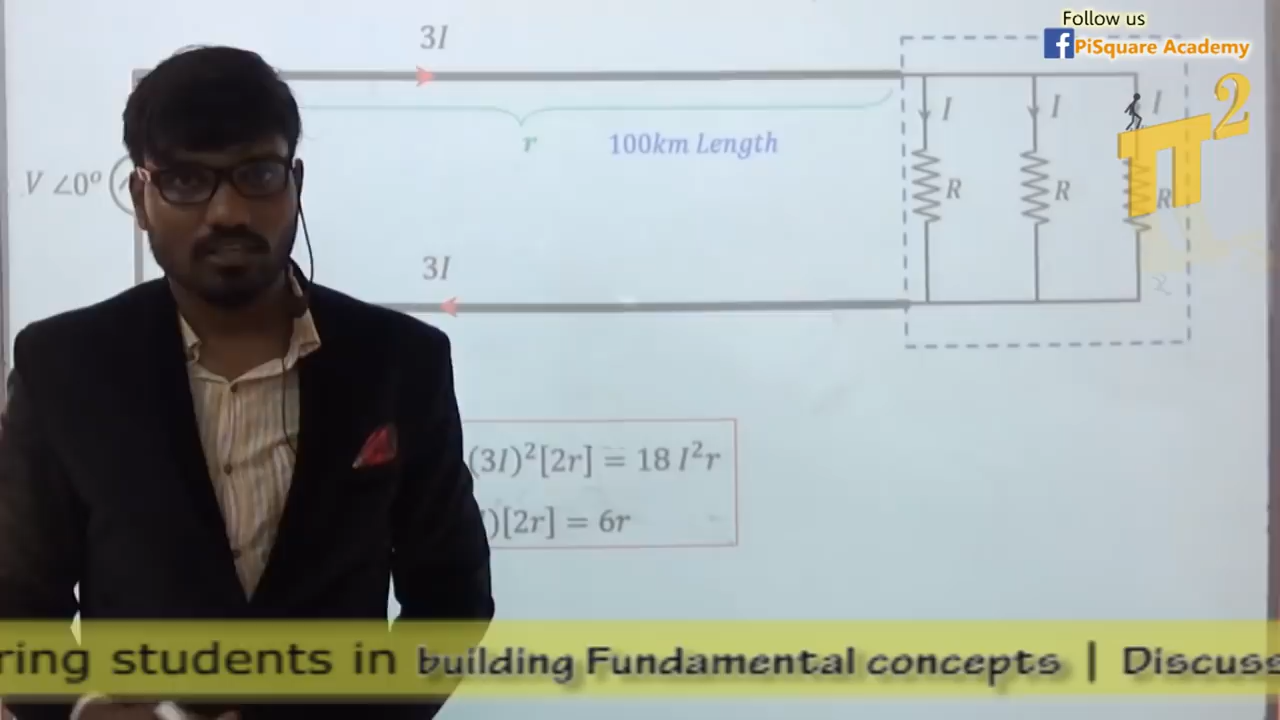 Follow us
PiSquare Academy
3I
r
100km Length
V ∠0°
I
I
I
R
R
R
π²
3I
(3I)²[2r] = 18 I²r
)[2r] = 6r
ring students in building Fundamental concepts | Discuss